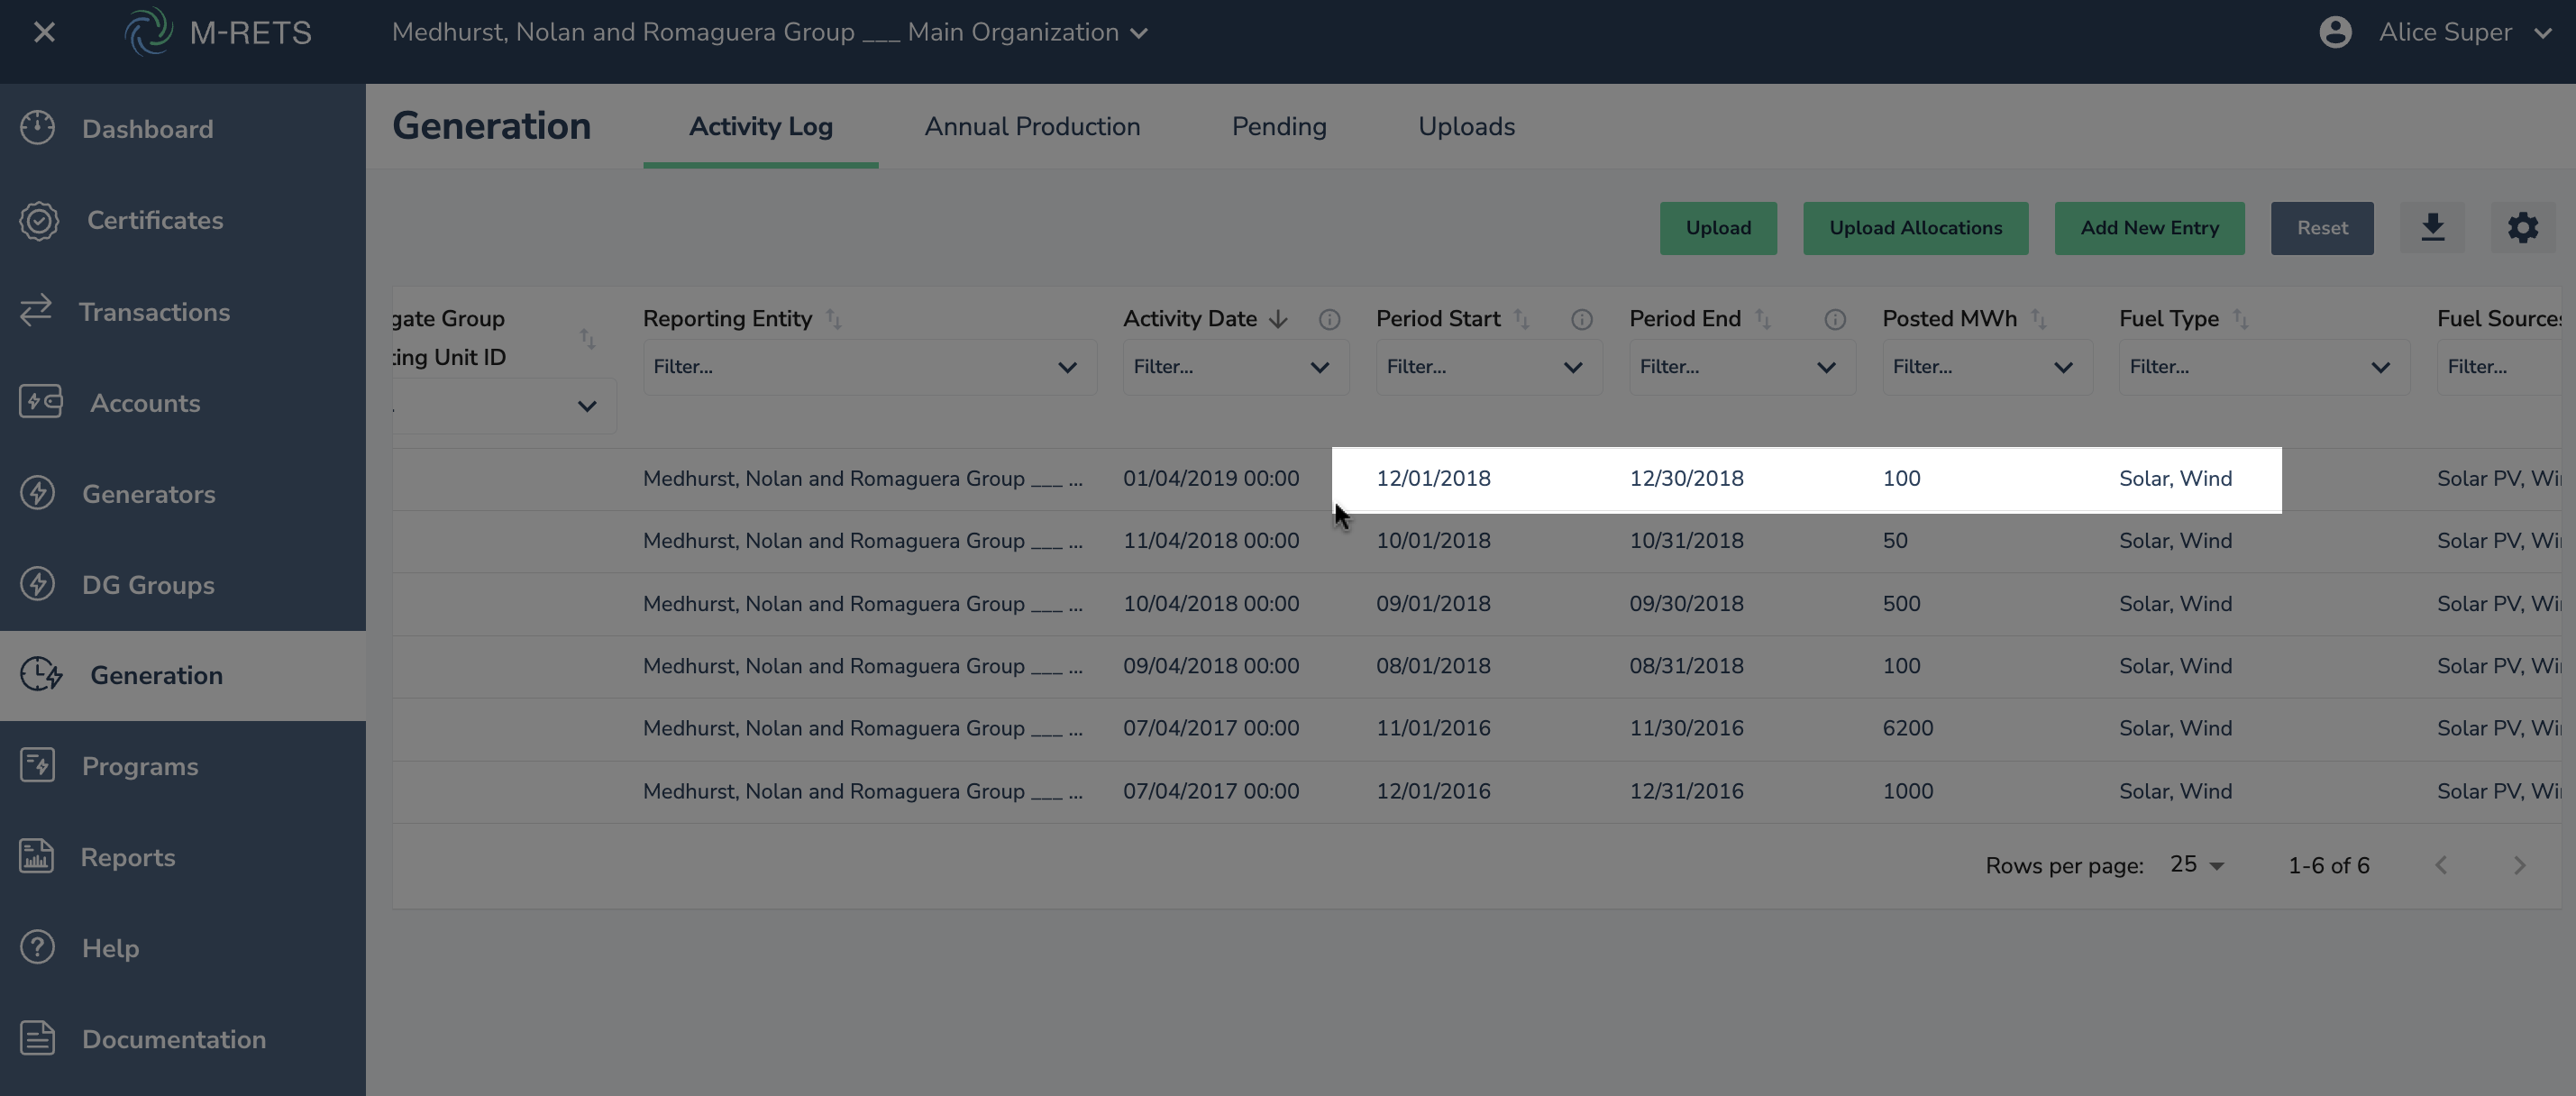 M-RETS
Medhurst, Nolan and Romaguera Group ___ Main Organization
Alice Super
Dashboard
Certificates
Transactions
Accounts
Generators
DG Groups
Generation
Programs
Reports
Help
Documentation
Generation
Activity Log
Annual Production
Pending
Uploads
Upload
Upload Allocations
Add New Entry
Reset
gate Group
ting Unit ID
Reporting Entity
Activity Date
Period Start
Period End
Posted MWh
Fuel Type
Fuel Sources
Filter... Filter... Filter... Filter... Filter... Filter... Filter...
Medhurst, Nolan and Romaguera Group ___ ... 01/04/2019 00:00 12/01/2018 12/30/2018 100 Solar, Wind Solar PV, Wi
Medhurst, Nolan and Romaguera Group ___ ... 11/04/2018 00:00 10/01/2018 10/31/2018 50 Solar, Wind Solar PV, Wi
Medhurst, Nolan and Romaguera Group ___ ... 10/04/2018 00:00 09/01/2018 09/30/2018 500 Solar, Wind Solar PV, Wi
Medhurst, Nolan and Romaguera Group ___ ... 09/04/2018 00:00 08/01/2018 08/31/2018 100 Solar, Wind Solar PV, Wi
Medhurst, Nolan and Romaguera Group ___ ... 07/04/2017 00:00 11/01/2016 11/30/2016 6200 Solar, Wind Solar PV, Wi
Medhurst, Nolan and Romaguera Group ___ ... 07/04/2017 00:00 12/01/2016 12/31/2016 1000 Solar, Wind Solar PV, Wi
Rows per page: 25 1-6 of 6